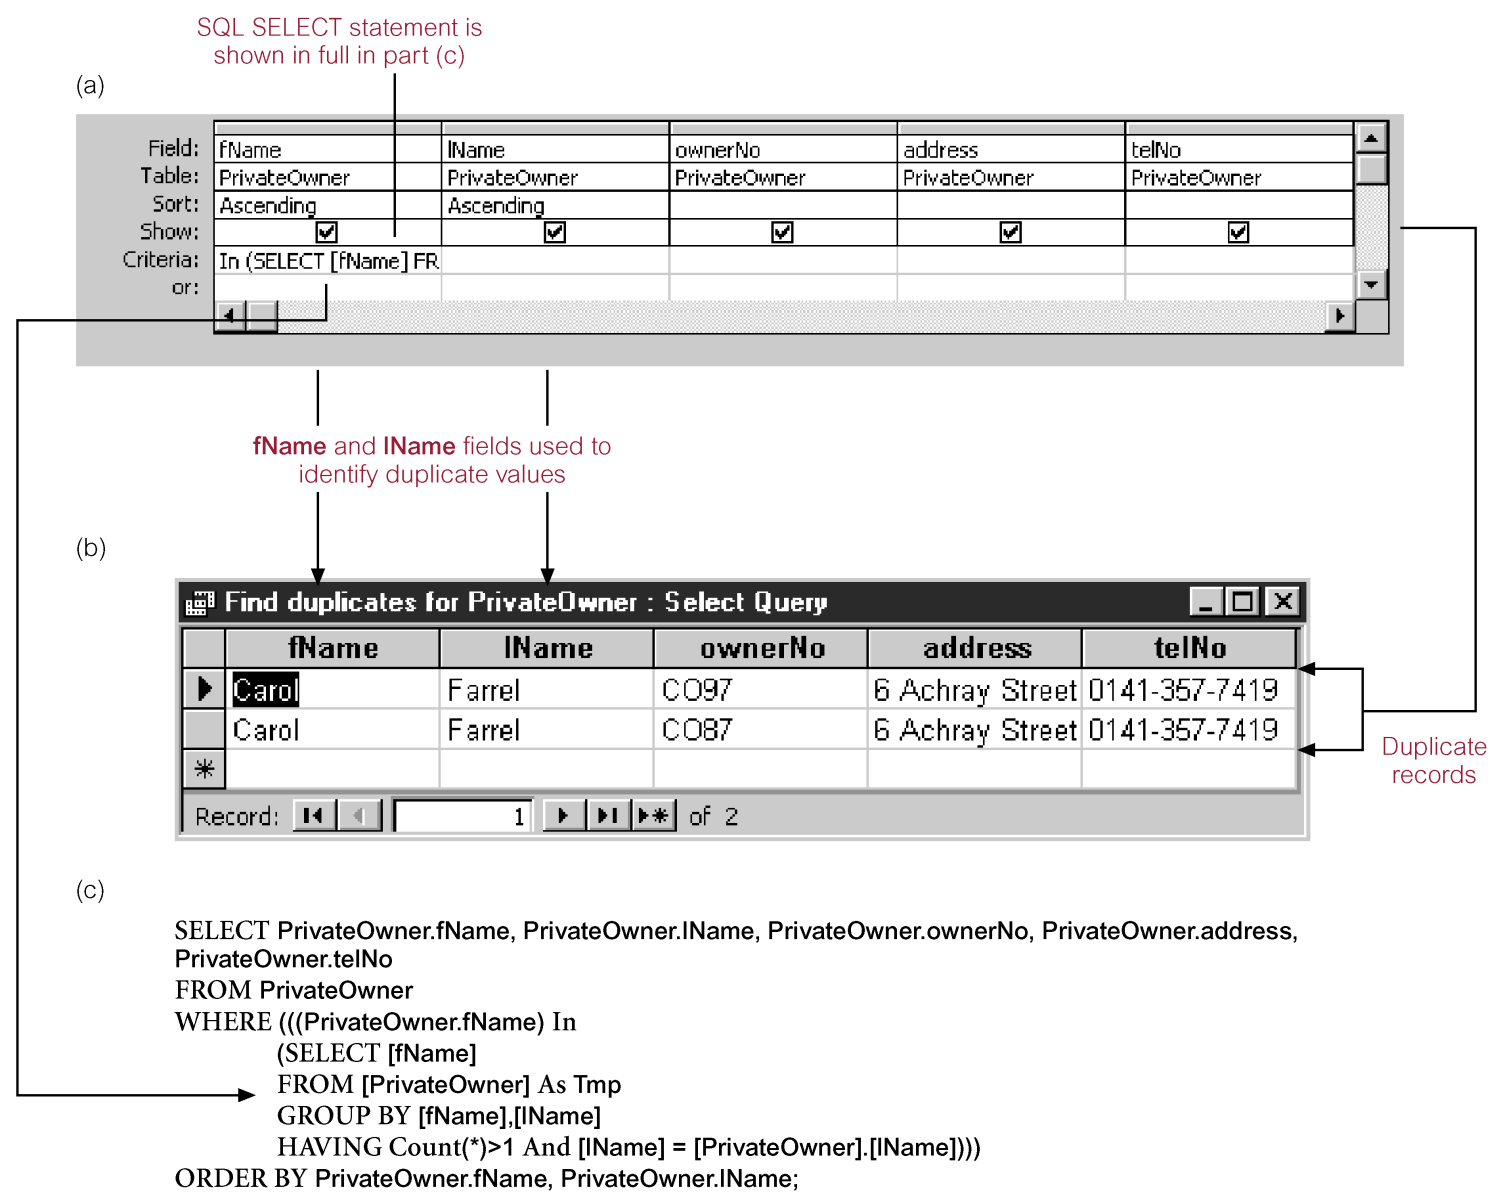 SQL SELECT statement is
shown in full in part (c)
(a)
Field: fName lName ownerNo address telNo
Table: PrivateOwner PrivateOwner PrivateOwner PrivateOwner PrivateOwner
Sort: Ascending Ascending
Show:
Criteria: In (SELECT [fName] FR
or:
fName and lName fields used to
identify duplicate values
(b)
Find duplicates for PrivateOwner : Select Query
fName lName ownerNo address telNo
Carol Farrel CO97 6 Achray Street 0141-357-7419
Carol Farrel CO87 6 Achray Street 0141-357-7419
Duplicate
records
Record: 1 of 2
(c)
SELECT PrivateOwner.fName, PrivateOwner.lName, PrivateOwner.ownerNo, PrivateOwner.address,
PrivateOwner.telNo
FROM PrivateOwner
WHERE (((PrivateOwner.fName) In
(SELECT [fName]
FROM [PrivateOwner] As Tmp
GROUP BY [fName],[lName]
HAVING Count(*)>1 And [lName] = [PrivateOwner].[lName])))
ORDER BY PrivateOwner.fName, PrivateOwner.lName;